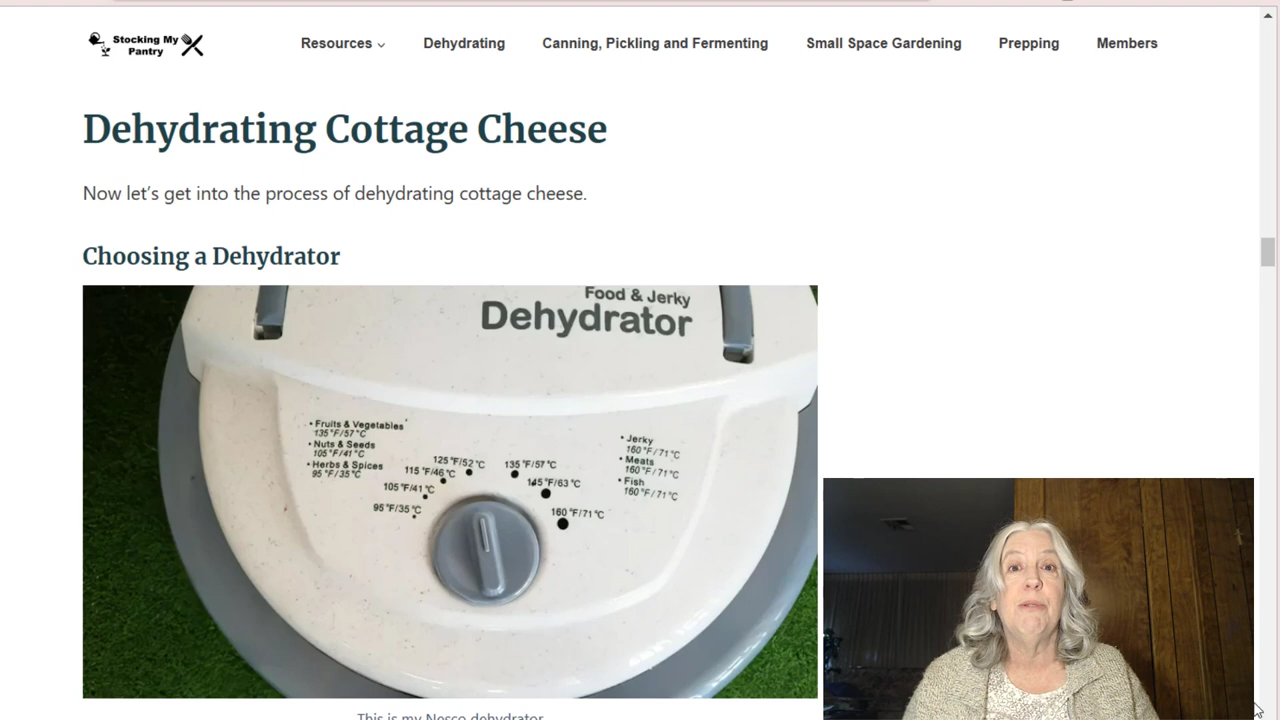 Stocking My
Pantry
Resources
Dehydrating
Canning, Pickling and Fermenting
Small Space Gardening
Prepping
Members
Dehydrating Cottage Cheese
Now let's get into the process of dehydrating cottage cheese.
Choosing a Dehydrator
Food & Jerky
Dehydrator
• Fruits & Vegetables
135°F/57°C
• Nuts & Seeds
105°F/41°C
• Herbs & Spices
95°F/35°C
95°F/35°C
105°F/41°C
115°F/46°C
125°F/52°C
135°F/57°C
145°F/63°C
160°F/71°C
• Jerky
160°F/71°C
• Meats
160°F/71°C
• Fish
160°F/71°C
This is my Nesco dehydrator